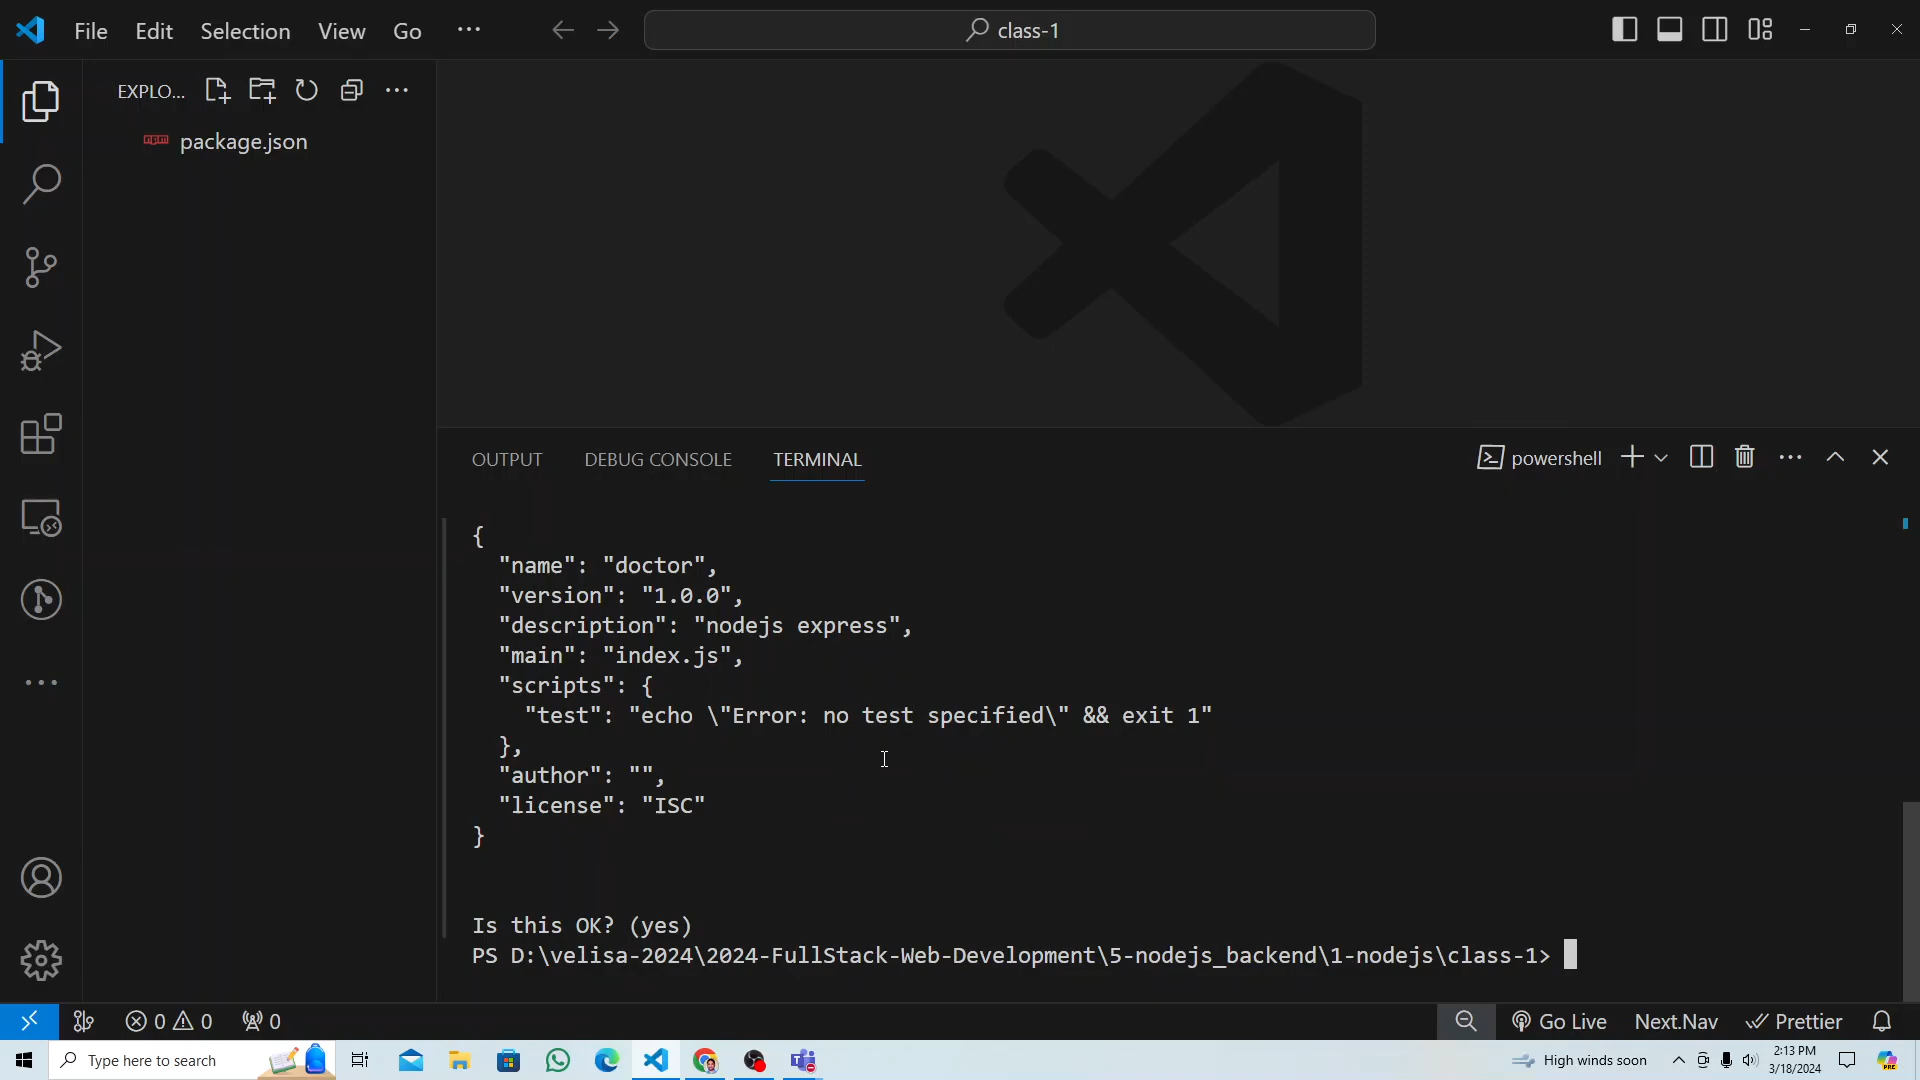 File Edit Selection View Go ···
class-1
EXPLO...
package.json
OUTPUT DEBUG CONSOLE TERMINAL
powershell
{
"name": "doctor",
"version": "1.0.0",
"description": "nodejs express",
"main": "index.js",
"scripts": {
"test": "echo \"Error: no test specified\" && exit 1"
},
"author": "",
"license": "ISC"
}
Is this OK? (yes)
PS D:\velisa-2024\2024-FullStack-Web-Development\5-nodejs_backend\1-nodejs\class-1>
0 0 0 Go Live Next.Nav Prettier
Type here to search High winds soon 2:13 PM
3/18/2024